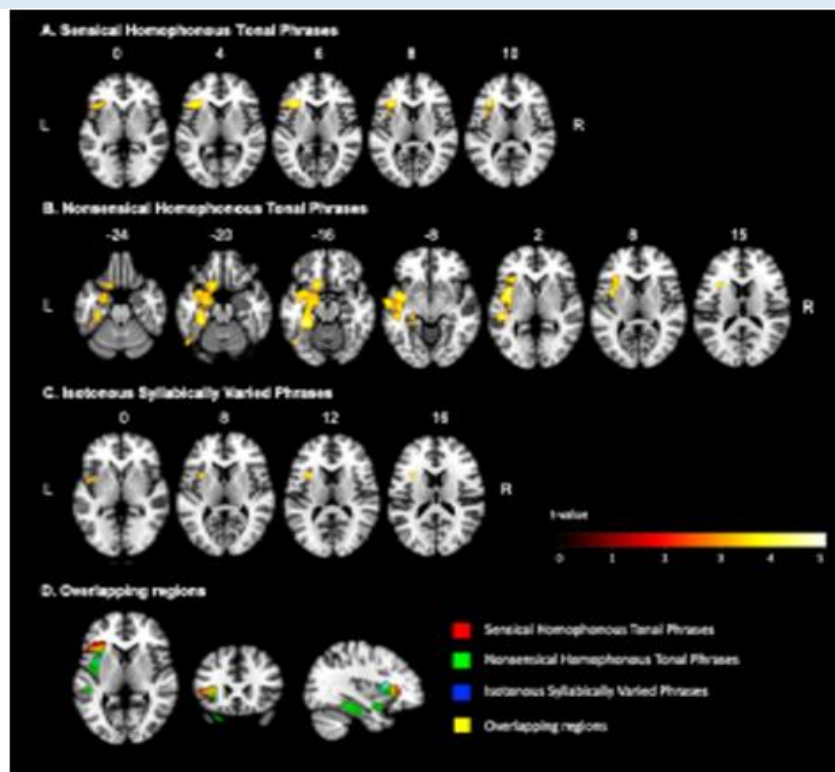 A. Sensical Homophonous Tonal Phrases
0 4 6 8 10
L R
B. Nonsensical Homophonous Tonal Phrases
-24 -20 -16 -8 2 8 15
L R
C. Isotonous Syllabically Varied Phrases
0 8 12 16
L R
t-value
0 1 2 3 4 5
D. Overlapping regions
Sensical Homophonous Tonal Phrases
Nonsensical Homophonous Tonal Phrases
Isotonous Syllabically Varied Phrases
Overlapping regions